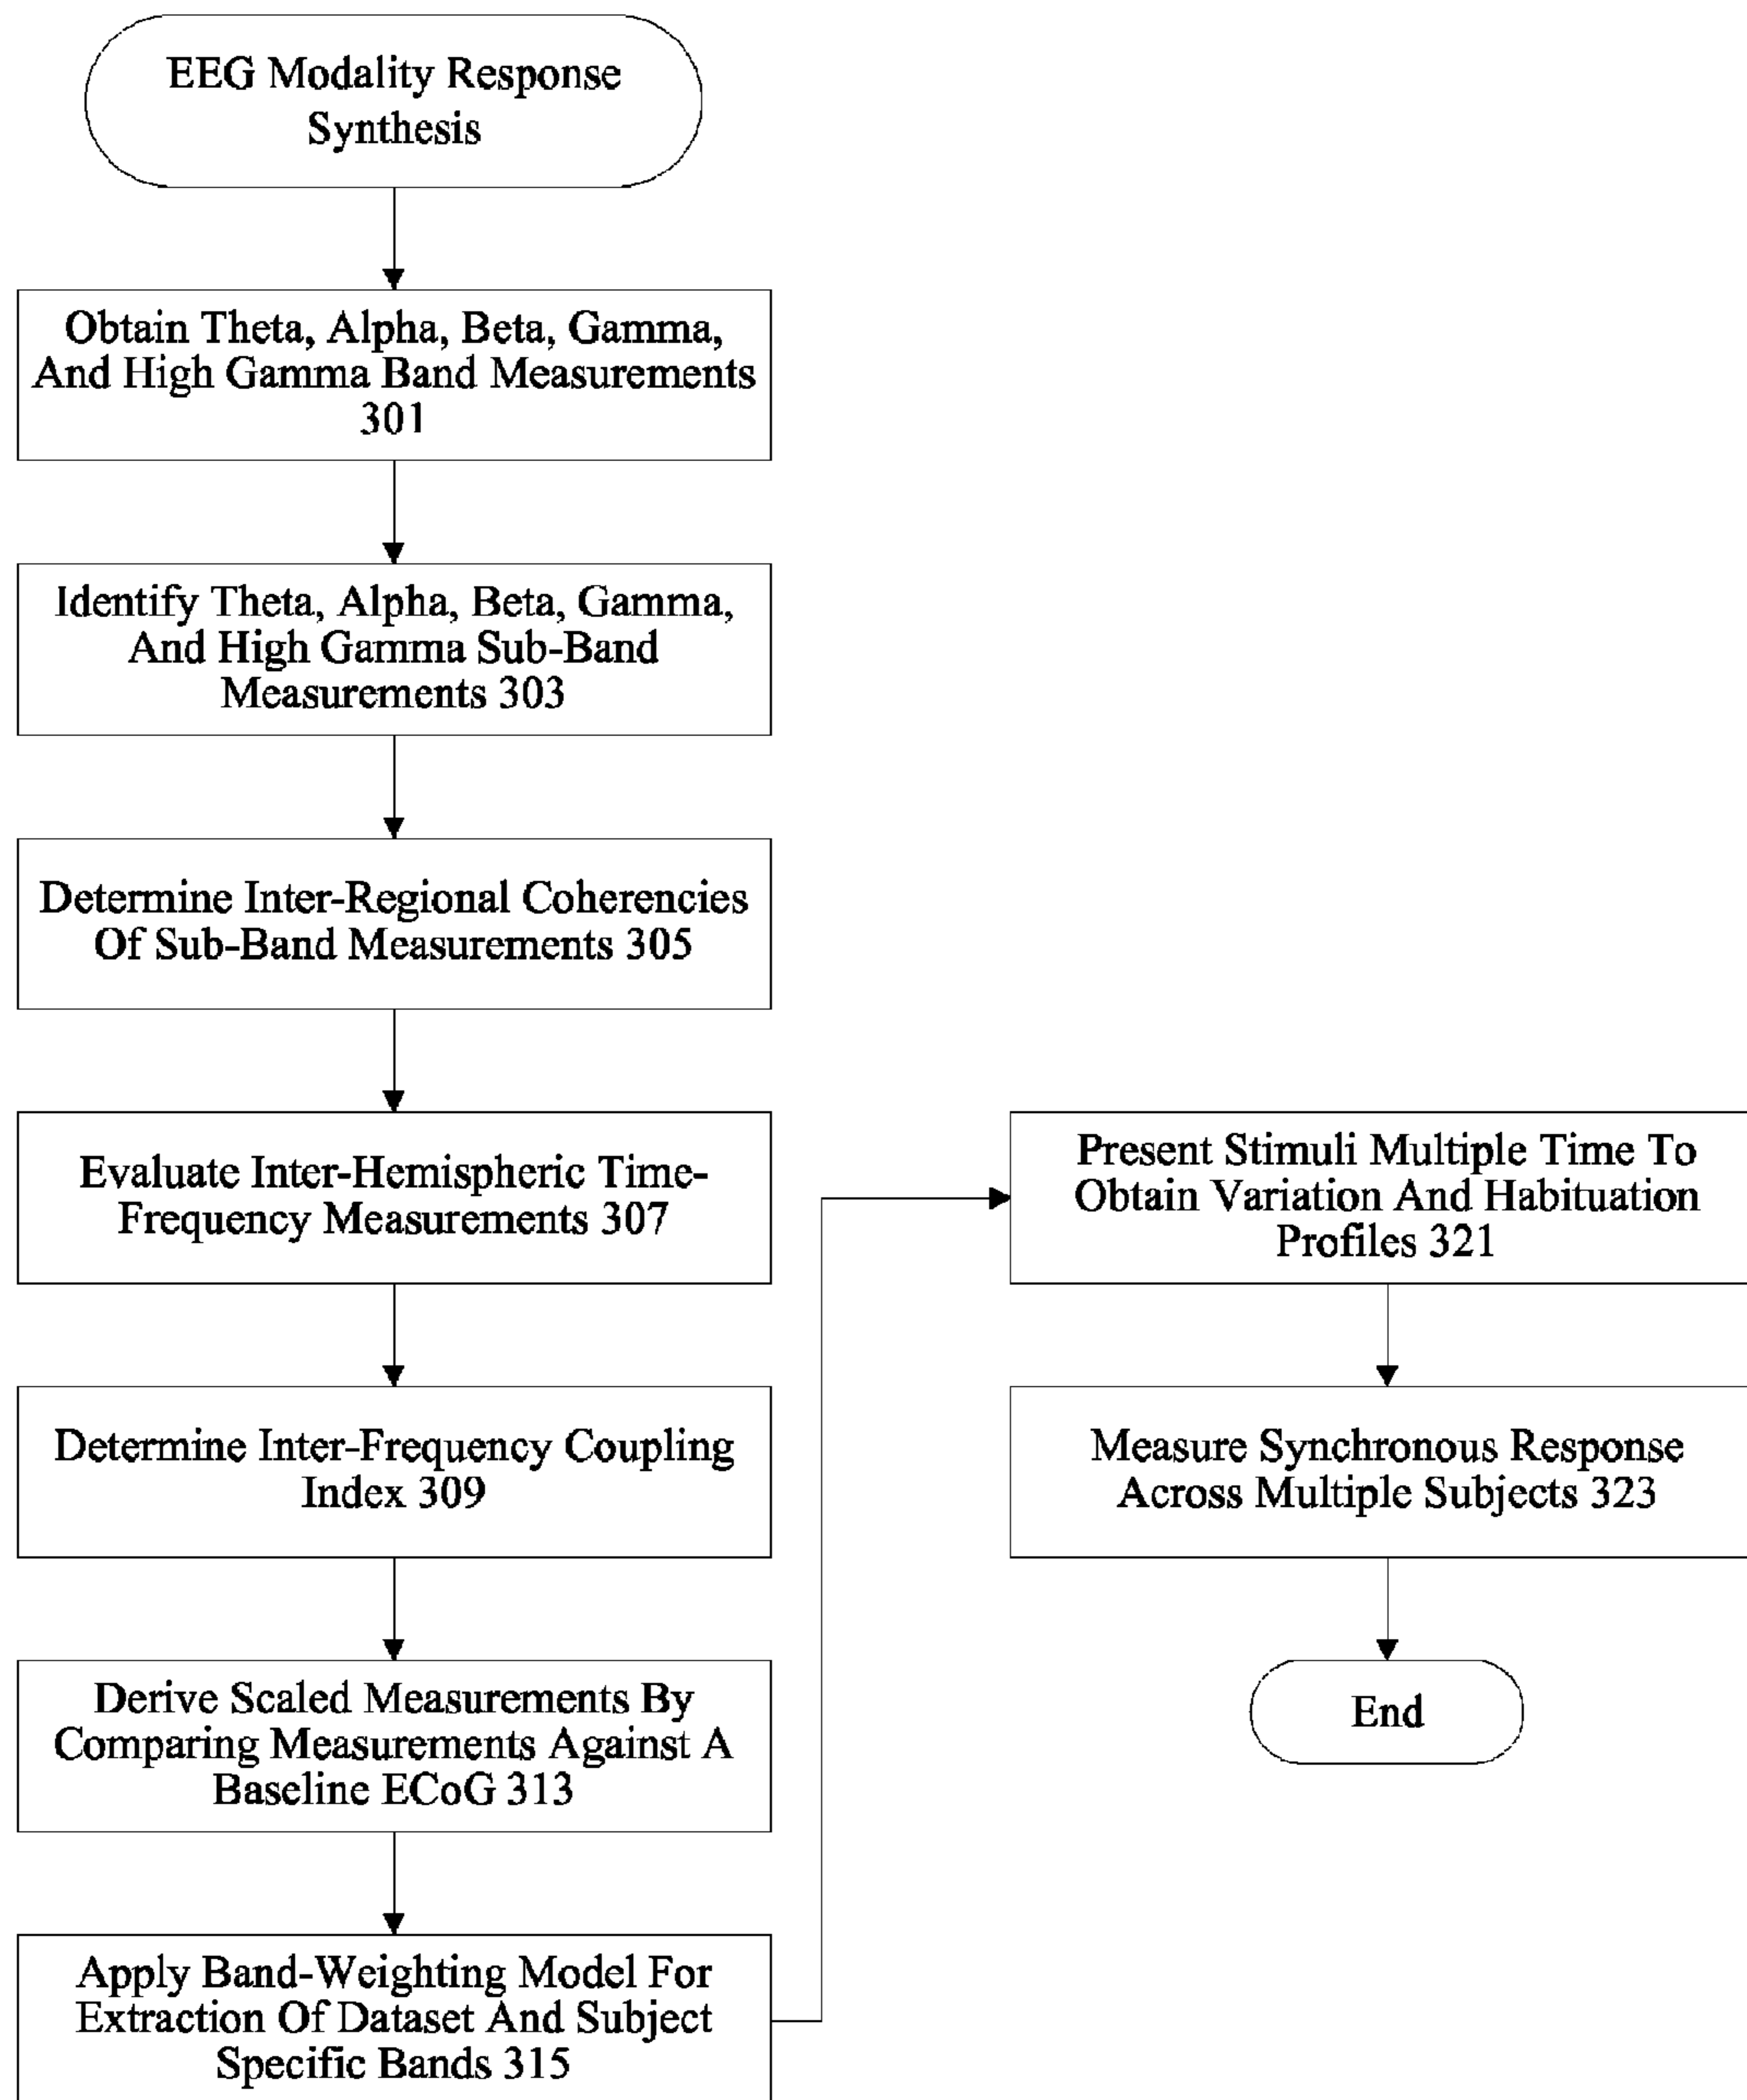 EEG Modality Response
Synthesis
Obtain Theta, Alpha, Beta, Gamma,
And High Gamma Band Measurements
301
Identify Theta, Alpha, Beta, Gamma,
And High Gamma Sub-Band
Measurements 303
Determine Inter-Regional Coherencies
Of Sub-Band Measurements 305
Evaluate Inter-Hemispheric Time-
Frequency Measurements 307
Determine Inter-Frequency Coupling
Index 309
Derive Scaled Measurements By
Comparing Measurements Against A
Baseline ECoG 313
Apply Band-Weighting Model For
Extraction Of Dataset And Subject
Specific Bands 315
Present Stimuli Multiple Time To
Obtain Variation And Habituation
Profiles 321
Measure Synchronous Response
Across Multiple Subjects 323
End